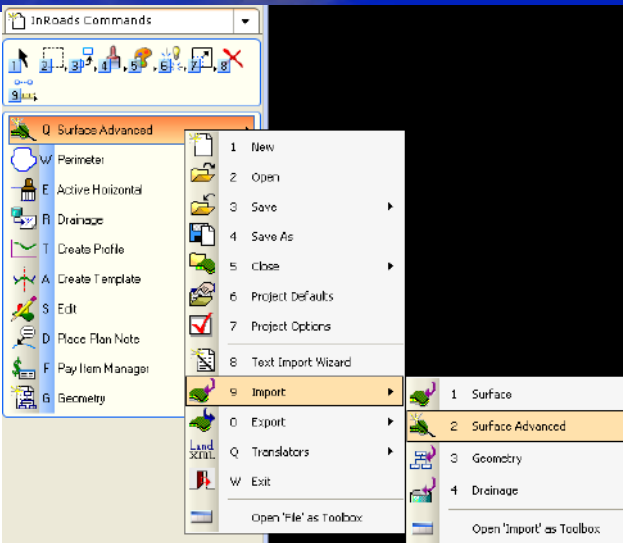 InRoads Commands
1 2 3 4 5 6 7 8
9
Q Surface Advanced
W Perimeter
E Active Horizontal
R Drainage
T Create Profile
A Create Template
S Edit
D Place Plan Note
F Pay Item Manager
G Geometry
1 New
2 Open
3 Save
4 Save As
5 Close
6 Project Defaults
7 Project Options
8 Text Import Wizard
9 Import
0 Export
Land XML Q Translators
W Exit
Open 'File' as Toolbox
1 Surface
2 Surface Advanced
3 Geometry
4 Drainage
Open 'Import' as Toolbox